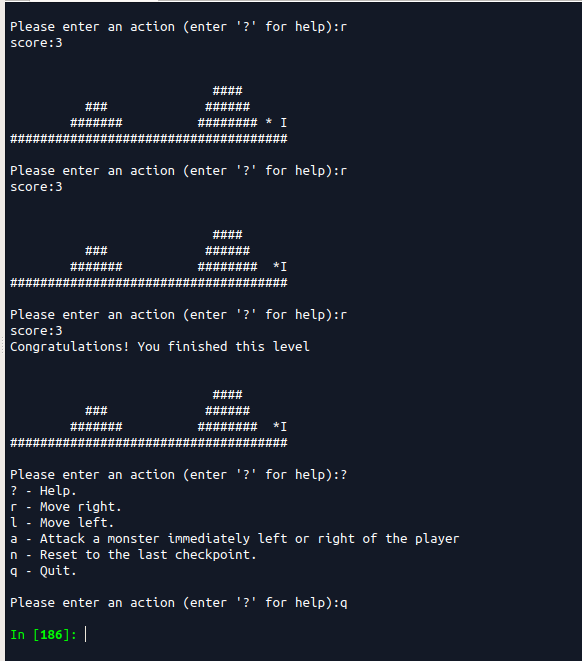 Please enter an action (enter '?' for help):r
score:3
                           ####
          ###             ######
        #######          ######## * I
#####################################
Please enter an action (enter '?' for help):r
score:3
                           ####
          ###             ######
        #######          ########  *I
#####################################
Please enter an action (enter '?' for help):r
score:3
Congratulations! You finished this level
                           ####
          ###             ######
        #######          ########  *I
#####################################
Please enter an action (enter '?' for help):?
? - Help.
r - Move right.
l - Move left.
a - Attack a monster immediately left or right of the player
n - Reset to the last checkpoint.
q - Quit.
Please enter an action (enter '?' for help):q
In [186]: